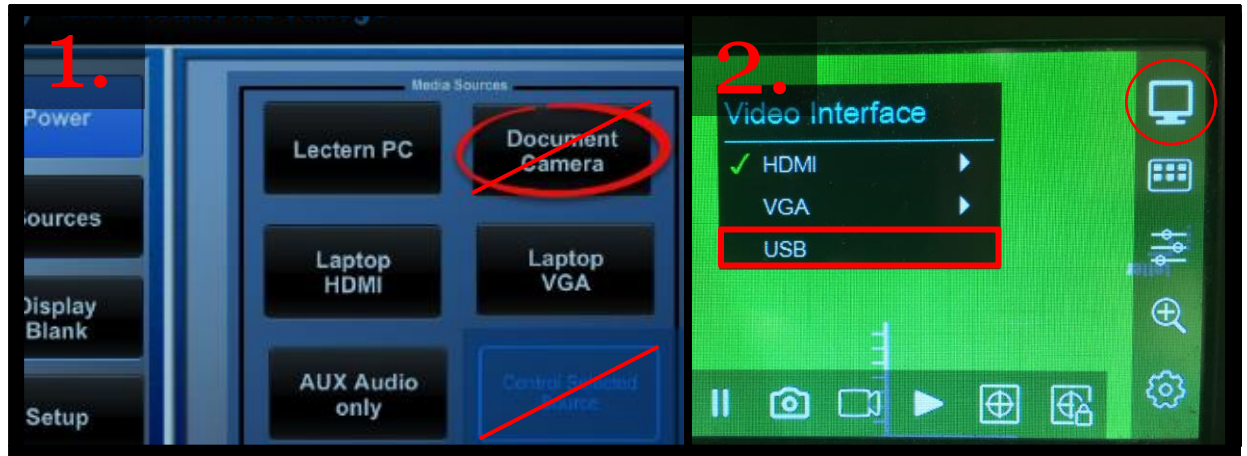 1.
Media Sources
Power
Lectern PC
Document
Camera
ources
Laptop
HDMI
Laptop
VGA
Display
Blank
AUX Audio
only
Control Selected
Source
Setup
2.
Video Interface
✓ HDMI
VGA
USB